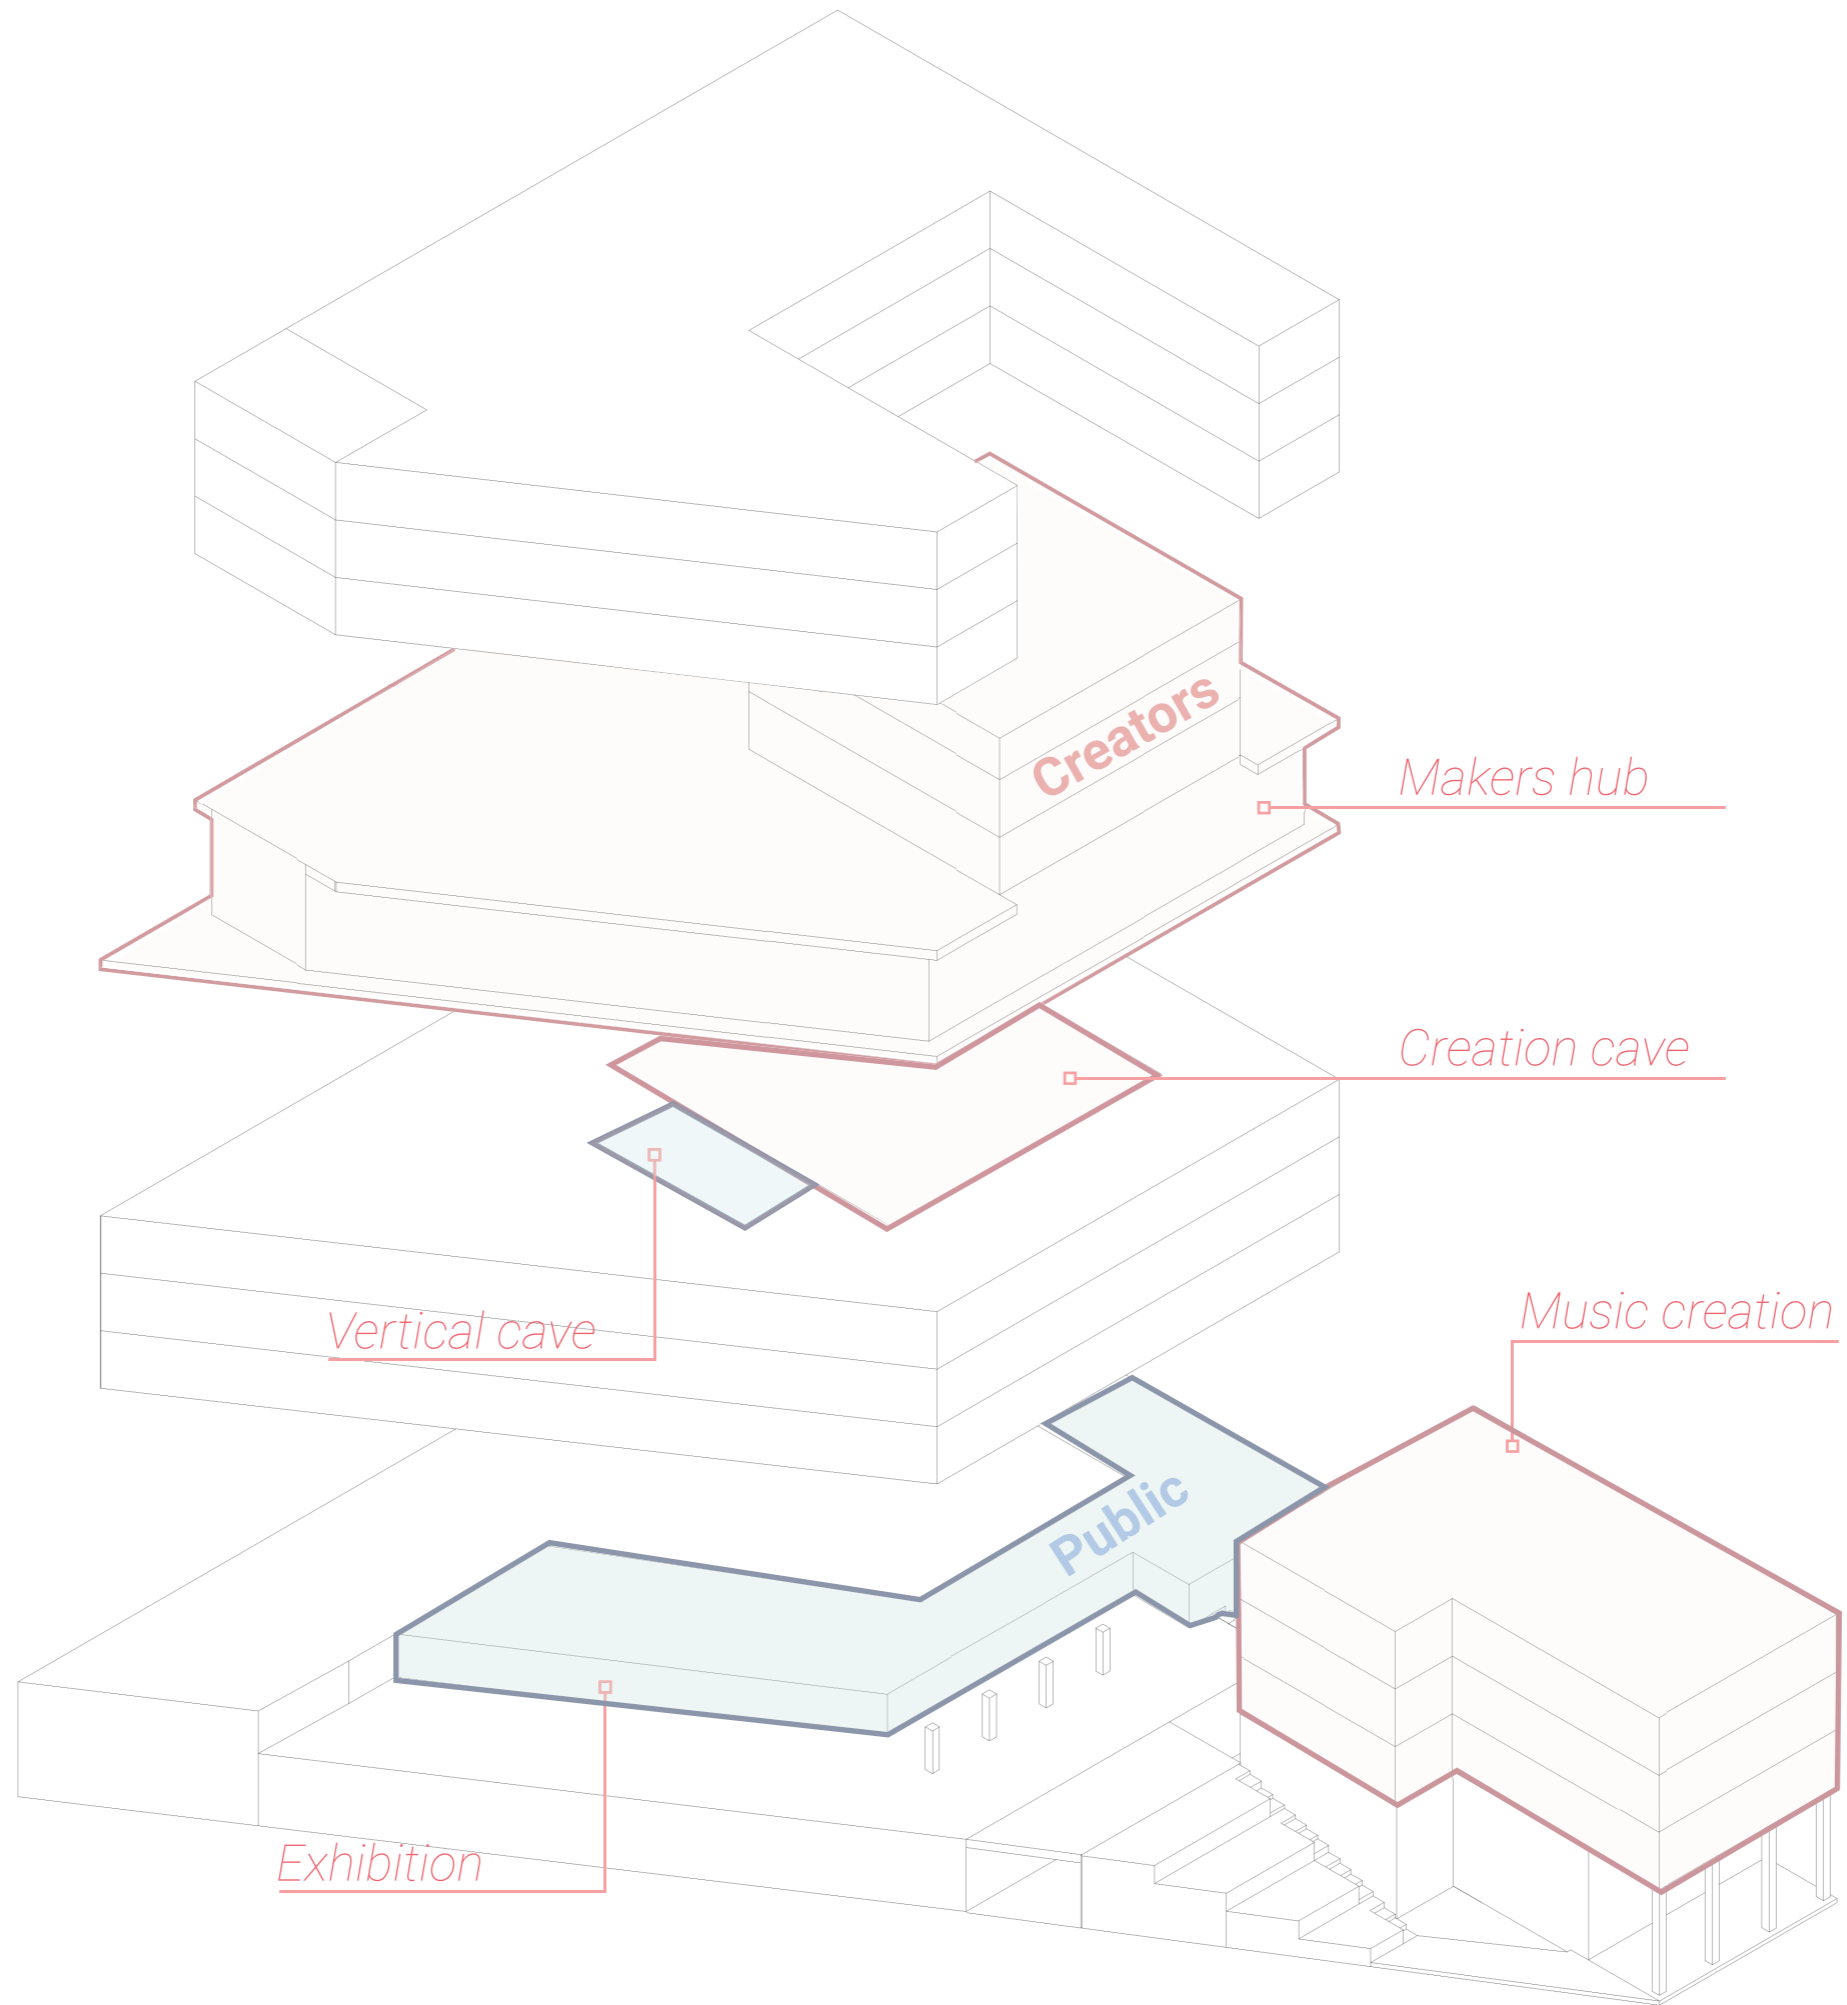 Creators
Makers hub
Creation cave
Vertical cave
Music creation
Public
Exhibition